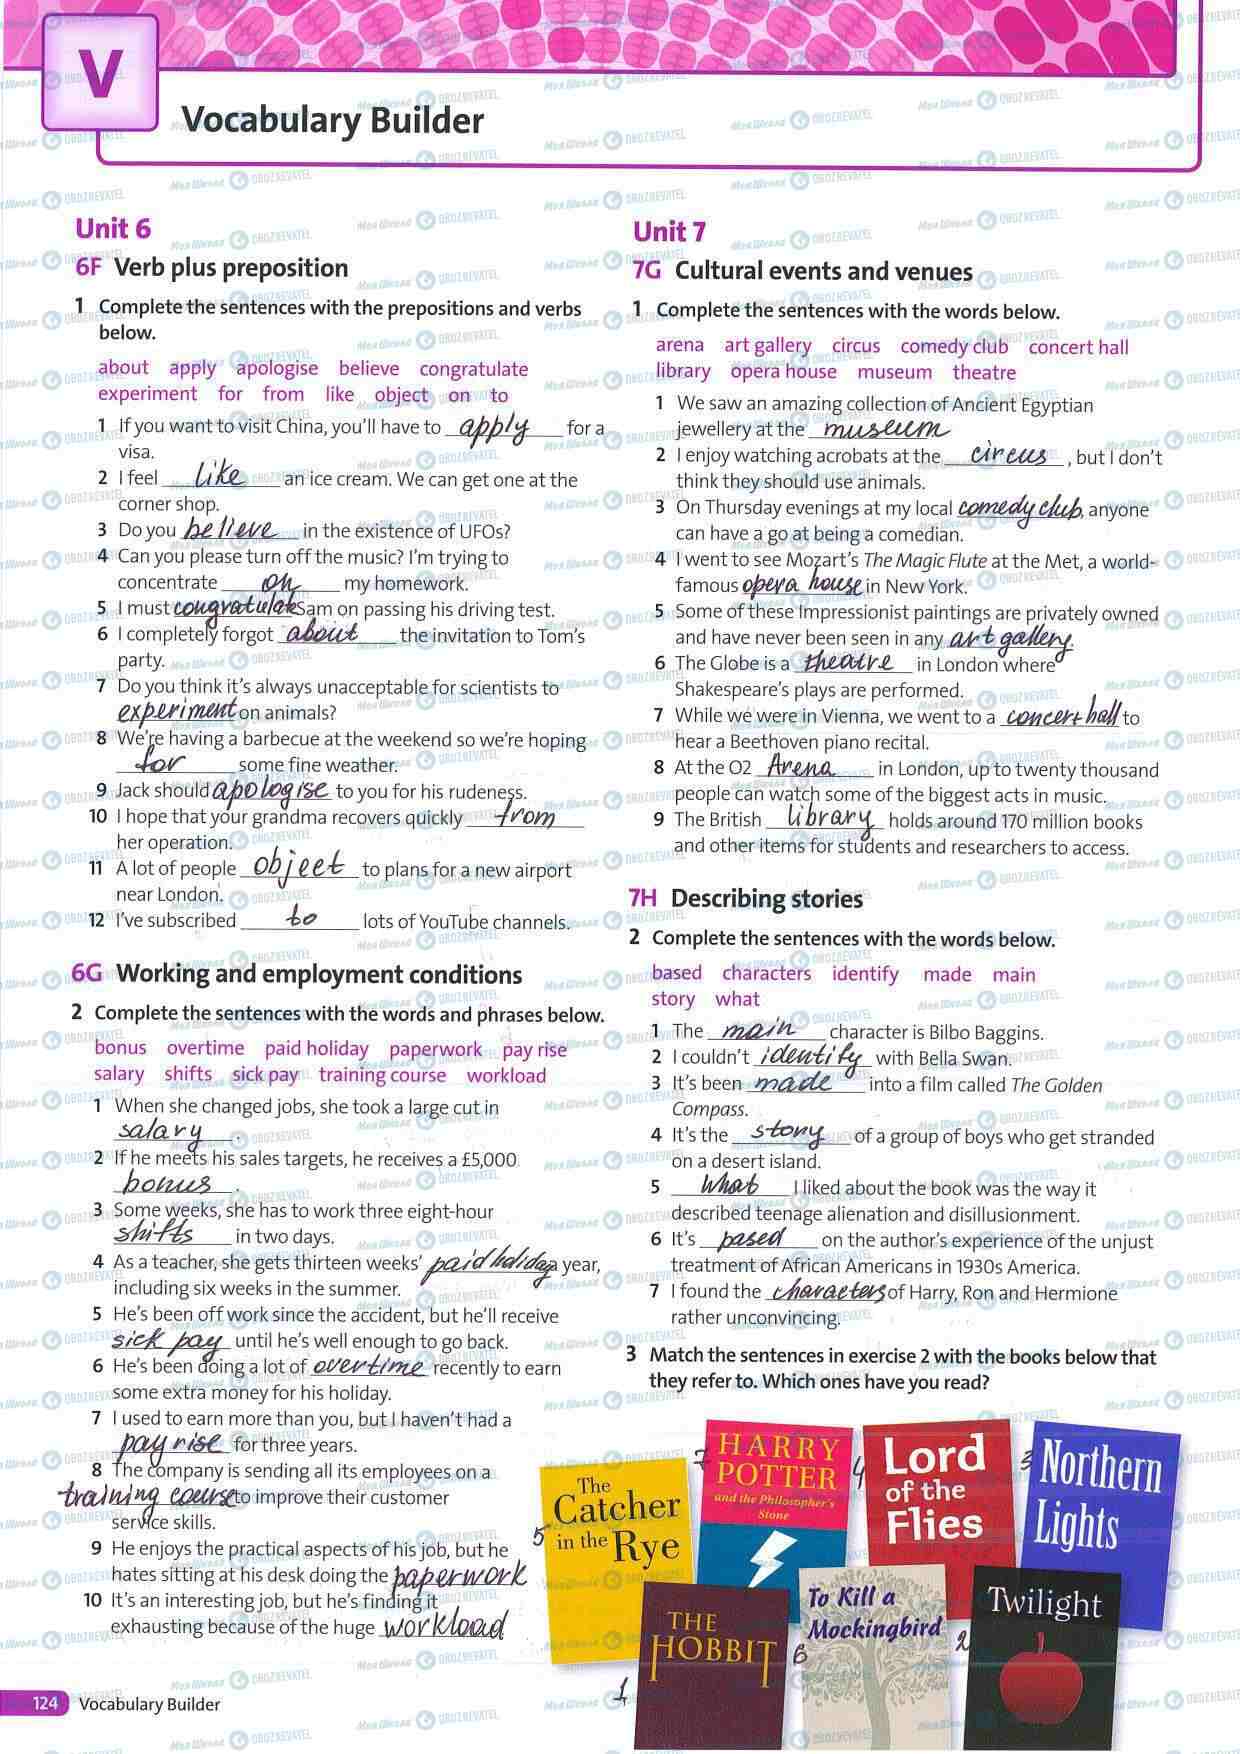 V
Vocabulary Builder
Unit 6
6F Verb plus preposition
1 Complete the sentences with the prepositions and verbs
below.
about apply apologise believe congratulate
experiment for from like object on to
1 If you want to visit China, you'll have to apply for a
visa.
2 I feel like an ice cream. We can get one at the
corner shop.
3 Do you believe in the existence of UFOs?
4 Can you please turn off the music? I'm trying to
concentrate on my homework.
5 I must congratulate Sam on passing his driving test.
6 I completely forgot about the invitation to Tom's
party.
7 Do you think it's always unacceptable for scientists to
experiment on animals?
8 We're having a barbecue at the weekend so we're hoping
for some fine weather.
9 Jack should apologise to you for his rudeness.
10 I hope that your grandma recovers quickly from
her operation.
11 A lot of people object to plans for a new airport
near London.
12 I've subscribed to lots of YouTube channels.
6G Working and employment conditions
2 Complete the sentences with the words and phrases below.
bonus overtime paid holiday paperwork pay rise
salary shifts sick pay training course workload
1 When she changed jobs, she took a large cut in
salary.
2 If he meets his sales targets, he receives a £5,000
bonus.
3 Some weeks, she has to work three eight-hour
shifts in two days.
4 As a teacher, she gets thirteen weeks' paid holiday a year,
including six weeks in the summer.
5 He's been off work since the accident, but he'll receive
sick pay until he's well enough to go back.
6 He's been doing a lot of overtime recently to earn
some extra money for his holiday.
7 I used to earn more than you, but I haven't had a
pay rise for three years.
8 The company is sending all its employees on a
training course to improve their customer
service skills.
9 He enjoys the practical aspects of his job, but he
hates sitting at his desk doing the paperwork
10 It's an interesting job, but he's finding it
exhausting because of the huge workload
124 Vocabulary Builder
Unit 7
7G Cultural events and venues
1 Complete the sentences with the words below.
arena art gallery circus comedy club concert hall
library opera house museum theatre
1 We saw an amazing collection of Ancient Egyptian
jewellery at the museum
2 I enjoy watching acrobats at the circus, but I don't
think they should use animals.
3 On Thursday evenings at my local comedy club, anyone
can have a go at being a comedian.
4 I went to see Mozart's The Magic Flute at the Met, a world-
famous opera house in New York.
5 Some of these Impressionist paintings are privately owned
and have never been seen in any art gallery.
6 The Globe is a theatre in London where
Shakespeare's plays are performed.
7 While we were in Vienna, we went to a concert hall to
hear a Beethoven piano recital.
8 At the O2 Arena in London, up to twenty thousand
people can watch some of the biggest acts in music.
9 The British library holds around 170 million books
and other items for students and researchers to access.
7H Describing stories
2 Complete the sentences with the words below.
based characters identify made main
story what
1 The main character is Bilbo Baggins.
2 I couldn't identify with Bella Swan.
3 It's been made into a film called The Golden
Compass.
4 It's the story of a group of boys who get stranded
on a desert island.
5 What I liked about the book was the way it
described teenage alienation and disillusionment.
6 It's based on the author's experience of the unjust
treatment of African Americans in 1930s America.
7 I found the characters of Harry, Ron and Hermione
rather unconvincing.
3 Match the sentences in exercise 2 with the books below that
they refer to. Which ones have you read?
5 The
Catcher
in the Rye
7 HARRY
POTTER
and the Philosopher's
Stone
4 Lord
of the
Flies
3 Northern
Lights
1 THE
HOBBIT
6 To Kill a
Mockingbird
2 Twilight
Моя Школа OBOZREVATEL